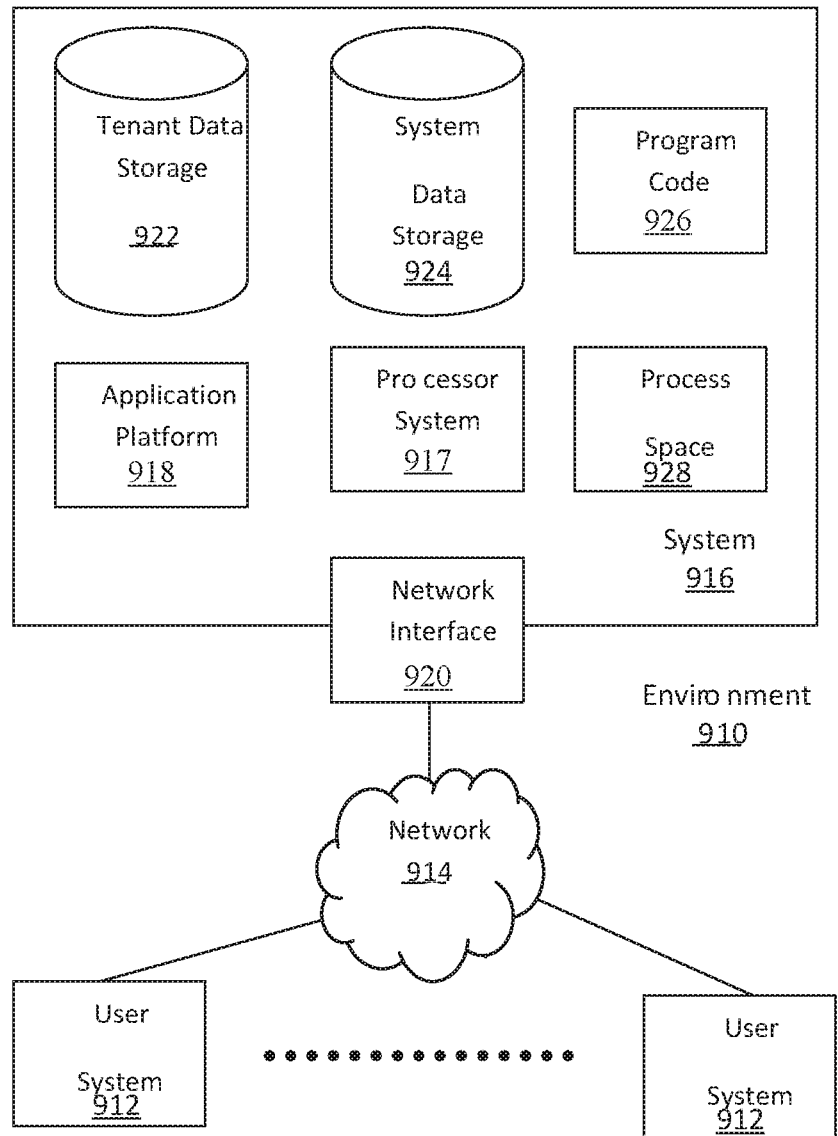 Tenant Data
Storage
922
System
Data
Storage
924
Program
Code
926
Application
Platform
918
Pro cessor
System
917
Process
Space
928
System
916
Network
Interface
920
Enviro nment
910
Network
914
User
System
912
User
System
912